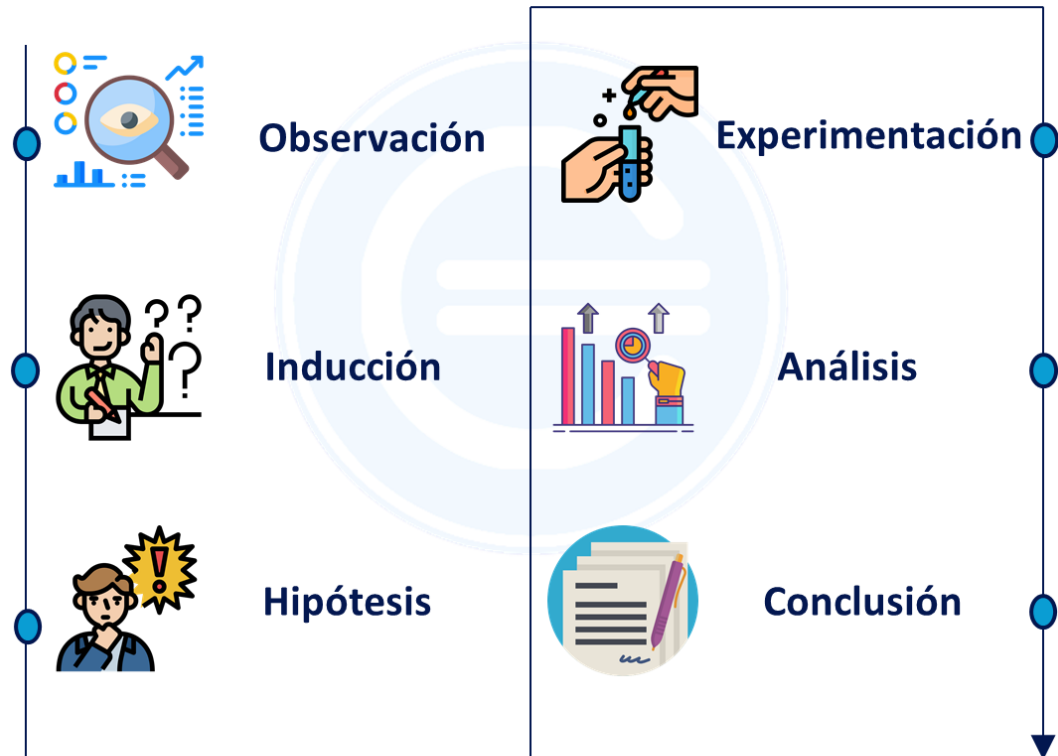 Observación
Inducción
Hipótesis
Experimentación
Análisis
Conclusión